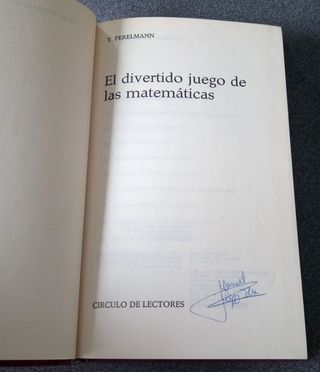 Y. PERELMANN
El divertido juego de
las matemáticas
CIRCULO DE LECTORES